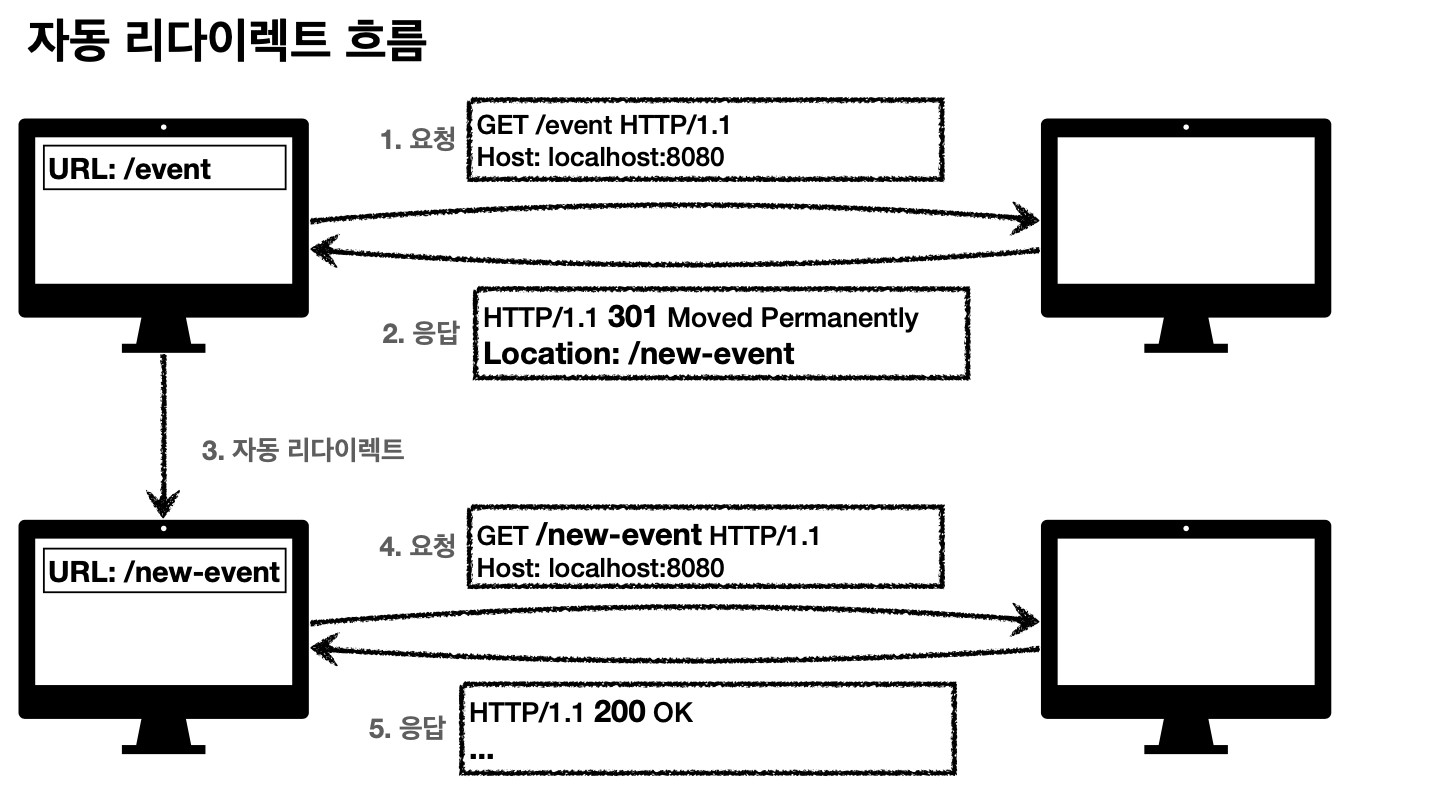 자동 리다이렉트 흐름
URL: /event
1. 요청
GET /event HTTP/1.1
Host: localhost:8080
2. 응답
HTTP/1.1 301 Moved Permanently
Location: /new-event
3. 자동 리다이렉트
URL: /new-event
4. 요청
GET /new-event HTTP/1.1
Host: localhost:8080
5. 응답
HTTP/1.1 200 OK
...